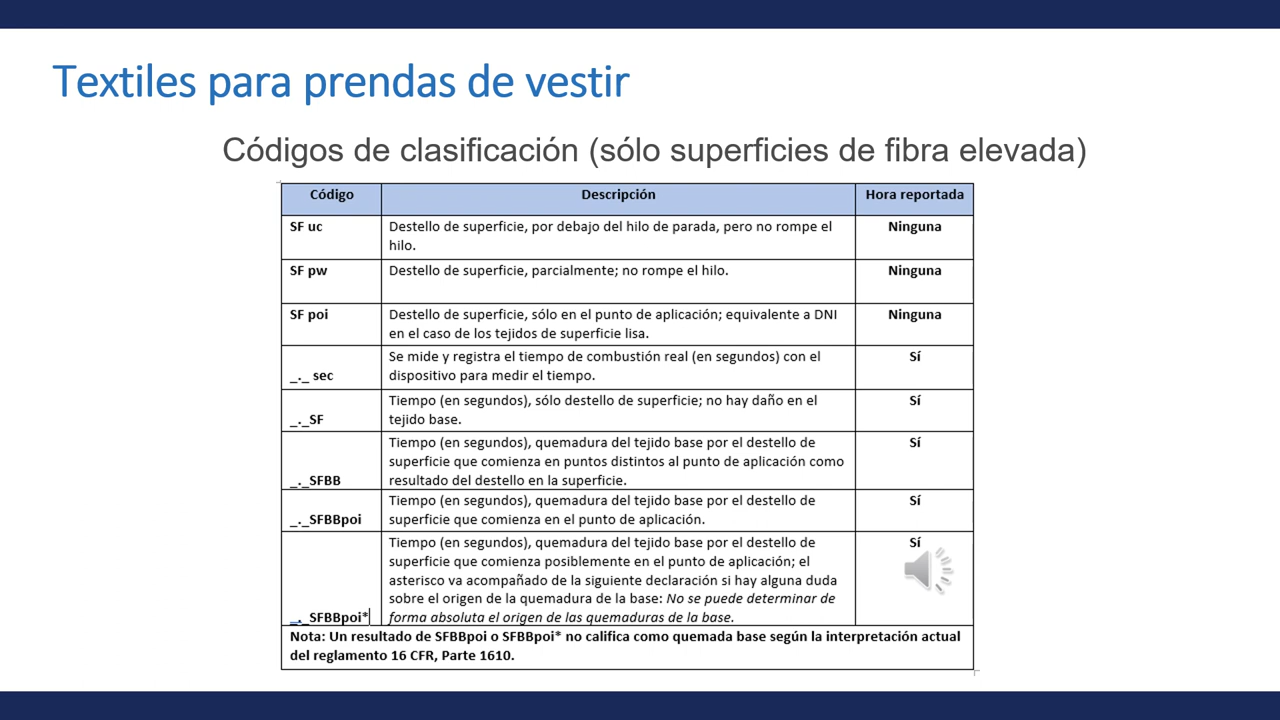 Textiles para prendas de vestir
Códigos de clasificación (sólo superficies de fibra elevada)
Código Descripción Hora reportada
SF uc Destello de superficie, por debajo del hilo de parada, pero no rompe el Ninguna
hilo.
SF pw Destello de superficie, parcialmente; no rompe el hilo. Ninguna
SF poi Destello de superficie, sólo en el punto de aplicación; equivalente a DNI Ninguna
en el caso de los tejidos de superficie lisa.
Se mide y registra el tiempo de combustión real (en segundos) con el Sí
_._ sec dispositivo para medir el tiempo.
Tiempo (en segundos), sólo destello de superficie; no hay daño en el Sí
_._SF tejido base.
Tiempo (en segundos), quemadura del tejido base por el destello de Sí
superficie que comienza en puntos distintos al punto de aplicación como
_._SFBB resultado del destello en la superficie.
Tiempo (en segundos), quemadura del tejido base por el destello de Sí
_._SFBBpoi superficie que comienza en el punto de aplicación.
Tiempo (en segundos), quemadura del tejido base por el destello de Sí
superficie que comienza posiblemente en el punto de aplicación; el
asterisco va acompañado de la siguiente declaración si hay alguna duda
sobre el origen de la quemadura de la base: No se puede determinar de
_._SFBBpoi* forma absoluta el origen de las quemaduras de la base.
Nota: Un resultado de SFBBpoi o SFBBpoi* no califica como quemada base según la interpretación actual
del reglamento 16 CFR, Parte 1610.